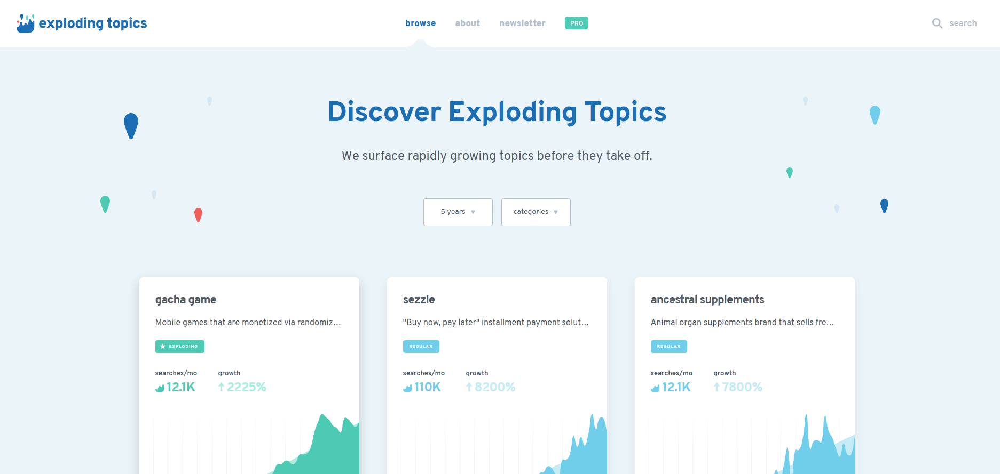 exploding topics
browse about newsletter PRO
search
Discover Exploding Topics
We surface rapidly growing topics before they take off.
5 years categories
gacha game
Mobile games that are monetized via randomiz...
EXPLODING
searches/mo growth
12.1K 2225%
sezzle
"Buy now, pay later" installment payment solut...
REGULAR
searches/mo growth
110K 8200%
ancestral supplements
Animal organ supplements brand that sells fre...
REGULAR
searches/mo growth
12.1K 7800%